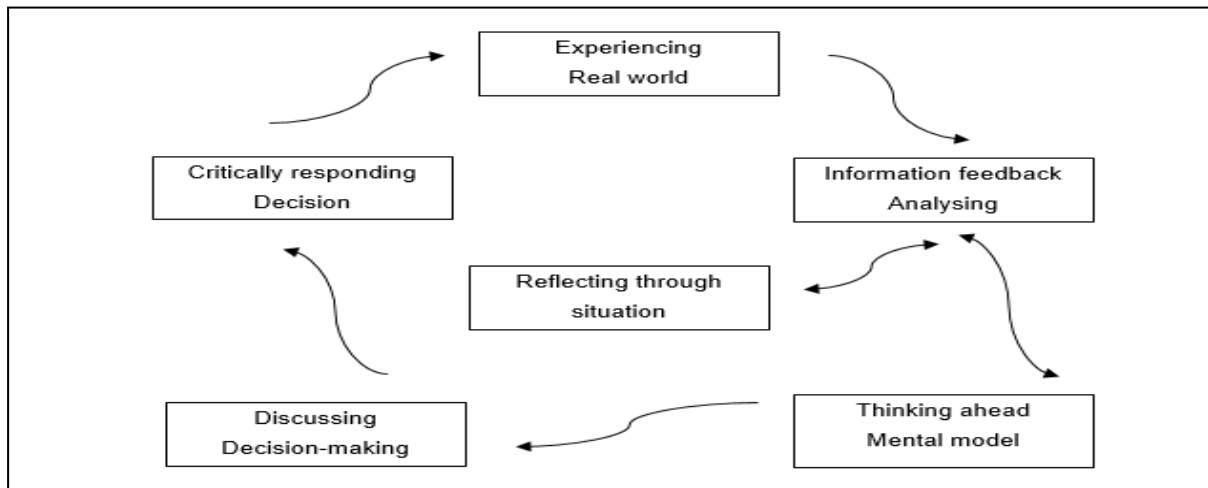 Experiencing
Real world
Critically responding
Decision
Information feedback
Analysing
Reflecting through
situation
Discussing
Decision-making
Thinking ahead
Mental model